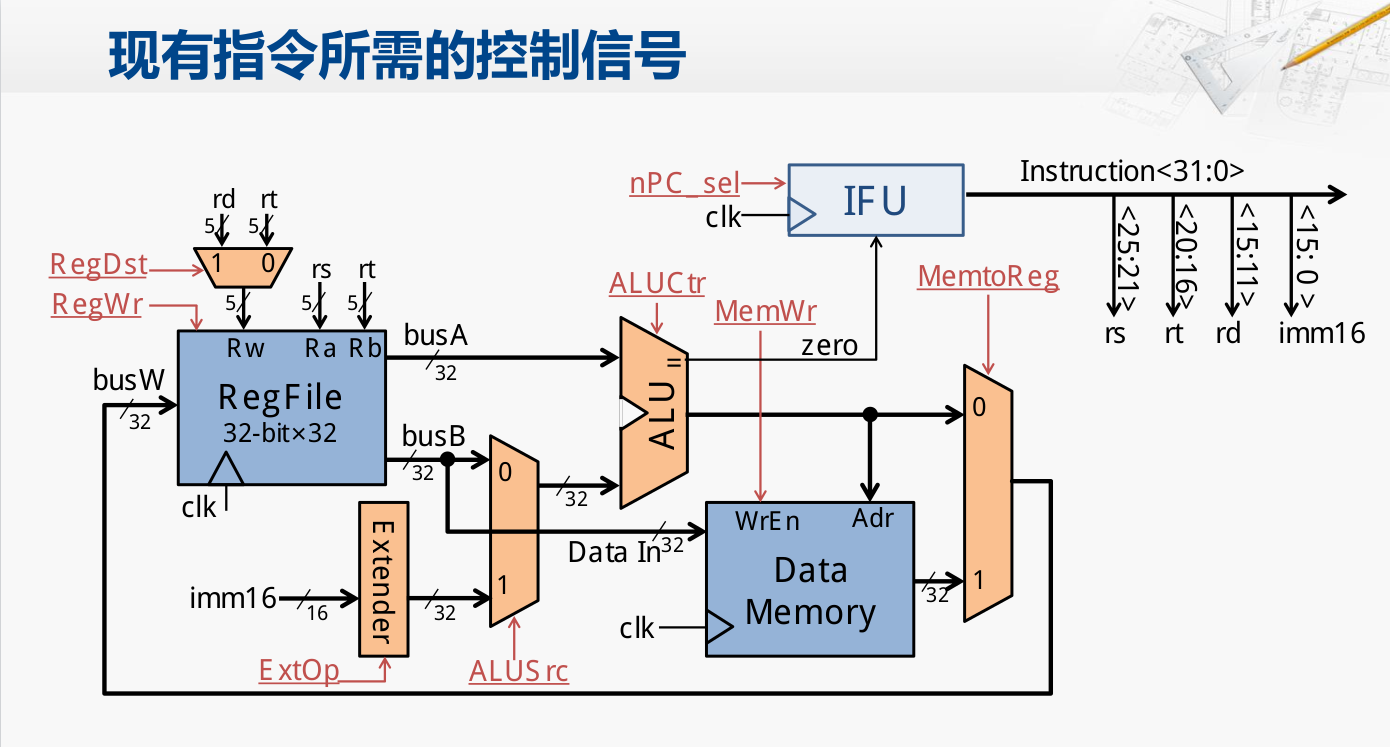 现有指令所需的控制信号
nPC_sel
clk
IFU
Instruction<31:0>
<25:21>
<20:16>
<15:11>
<15: 0 >
rs
rt
rd
imm16
rd
rt
5
5
RegDst
1
0
RegWr
5
rs
rt
5
5
Rw
Ra
Rb
busW
32
RegFile
32-bit×32
clk
busA
32
busB
32
ALUCtr
MemWr
zero
MemtoReg
=
ALU
0
1
32
Data In
32
imm16
16
Extender
32
ExtOp
ALUSrc
WrEn
Adr
Data
Memory
clk
32
0
1